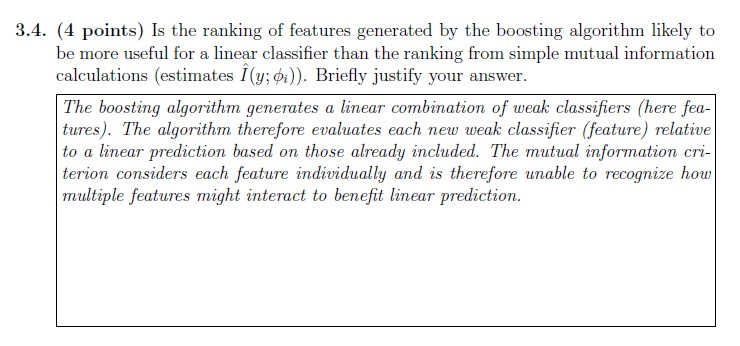 3.4. (4 points) Is the ranking of features generated by the boosting algorithm likely to
be more useful for a linear classifier than the ranking from simple mutual information
calculations (estimates Î(y; ϕᵢ)). Briefly justify your answer.
The boosting algorithm generates a linear combination of weak classifiers (here fea-
tures). The algorithm therefore evaluates each new weak classifier (feature) relative
to a linear prediction based on those already included. The mutual information cri-
terion considers each feature individually and is therefore unable to recognize how
multiple features might interact to benefit linear prediction.